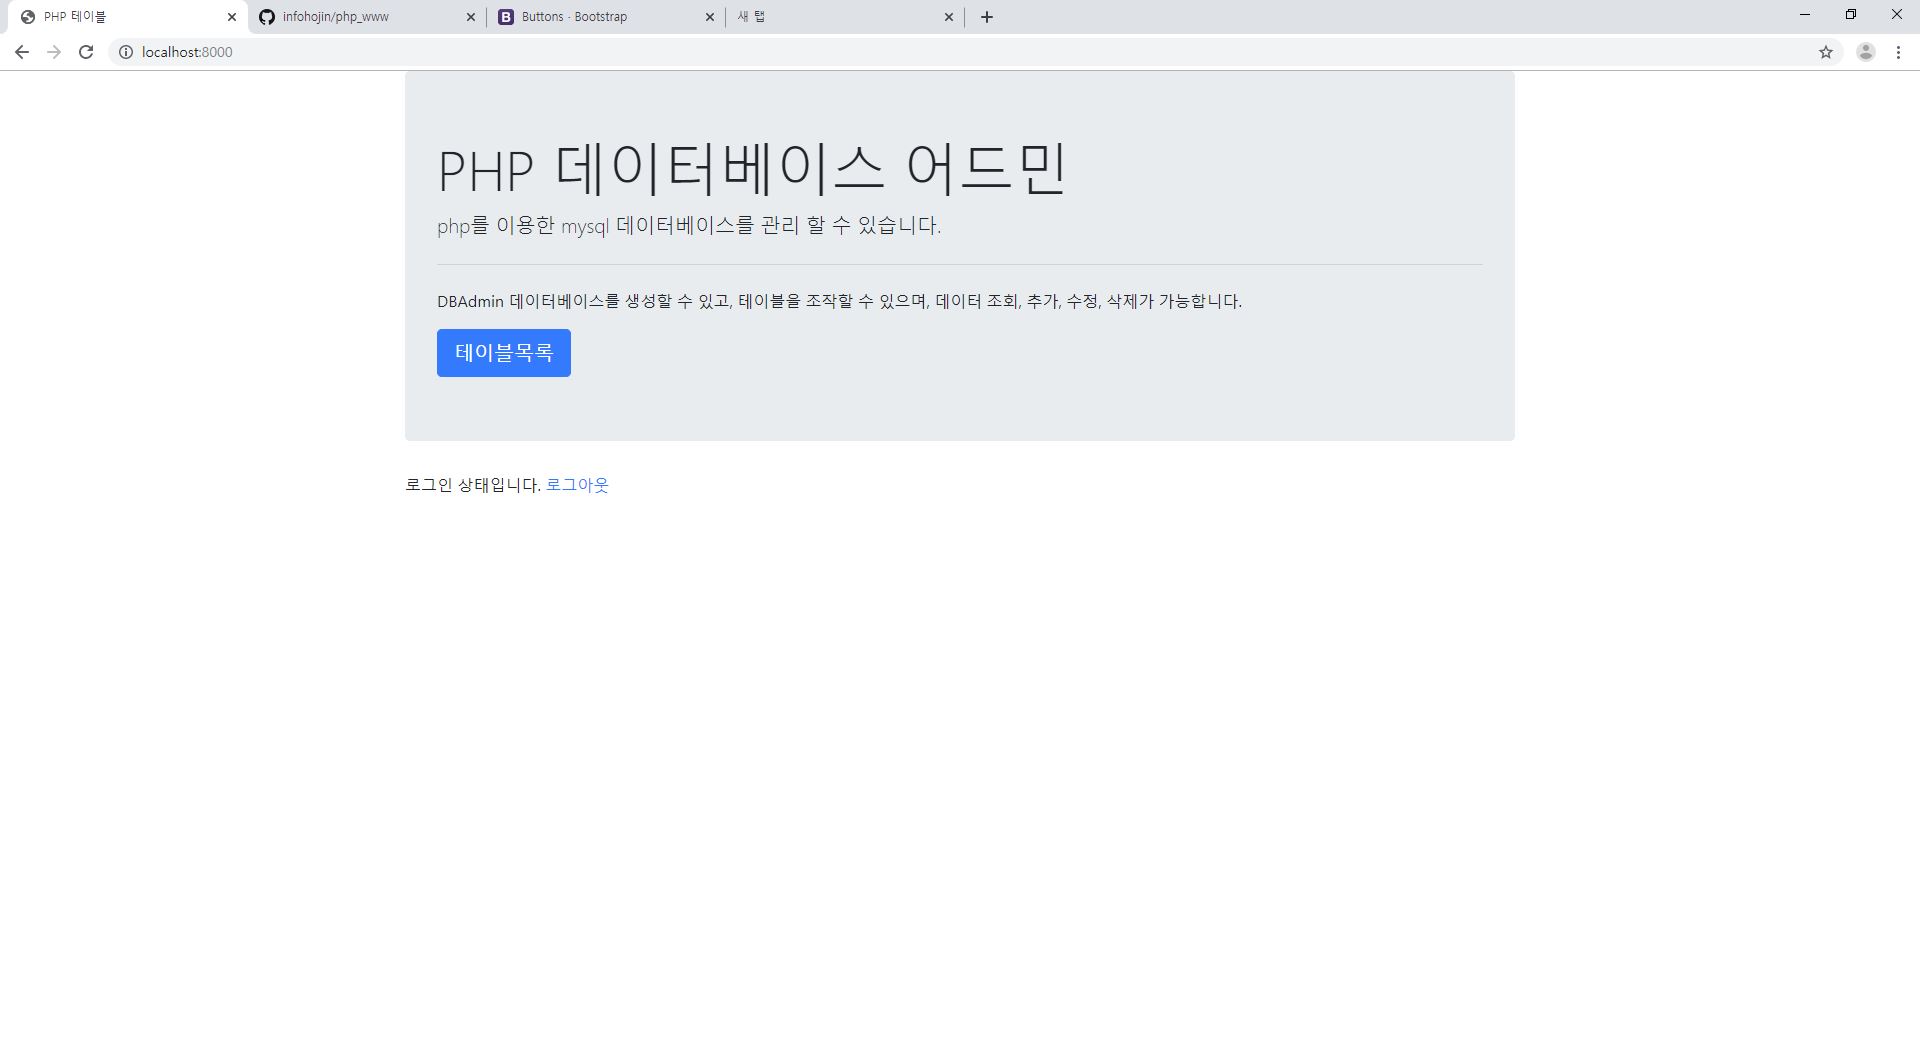 PHP 테이블
infohojin/php_www
Buttons · Bootstrap
새 탭
localhost:8000
PHP 데이터베이스 어드민
php를 이용한 mysql 데이터베이스를 관리 할 수 있습니다.
DBAdmin 데이터베이스를 생성할 수 있고, 테이블을 조작할 수 있으며, 데이터 조회, 추가, 수정, 삭제가 가능합니다.
테이블목록
로그인 상태입니다. 로그아웃